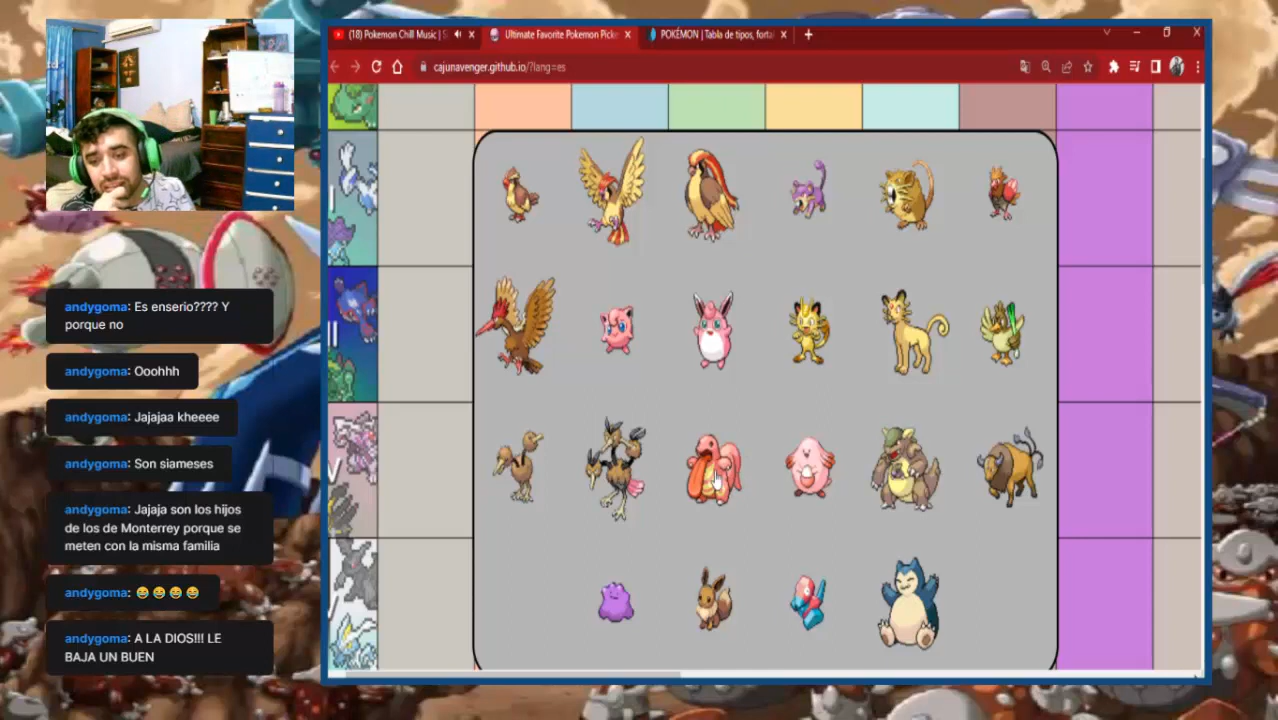 (18) Pokemon Chill Music | S
Ultimate Favorite Pokemon Picke
POKÉMON | Tabla de tipos, forta
cajunavenger.github.io/?lang=es
andygoma: Es enserio???? Y
porque no
andygoma: Ooohhh
andygoma: Jajajaa kheeee
andygoma: Son siameses
andygoma: Jajaja son los hijos
de los de Monterrey porque se
meten con la misma familia
andygoma: 😂😂😂😂
andygoma: A LA DIOS!!! LE
BAJA UN BUEN